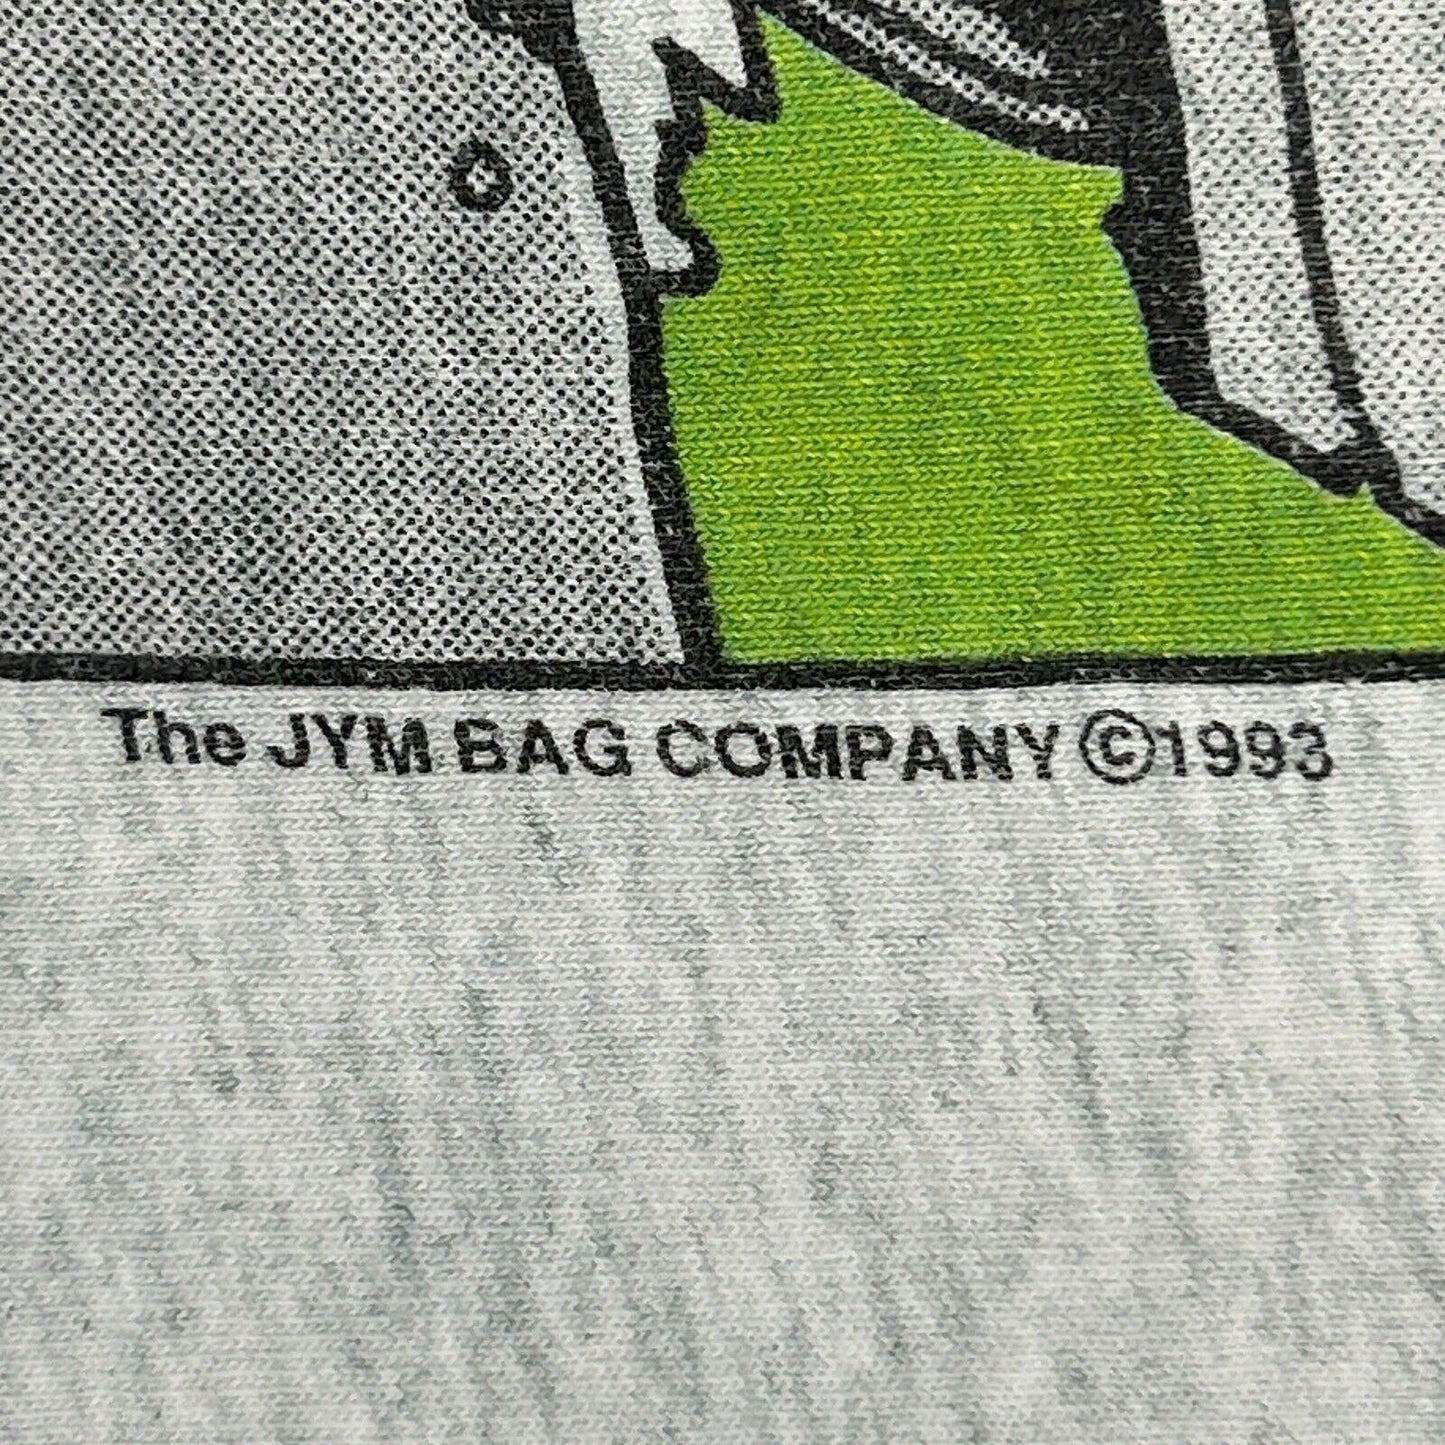 The JYM BAG COMPANY ©1993